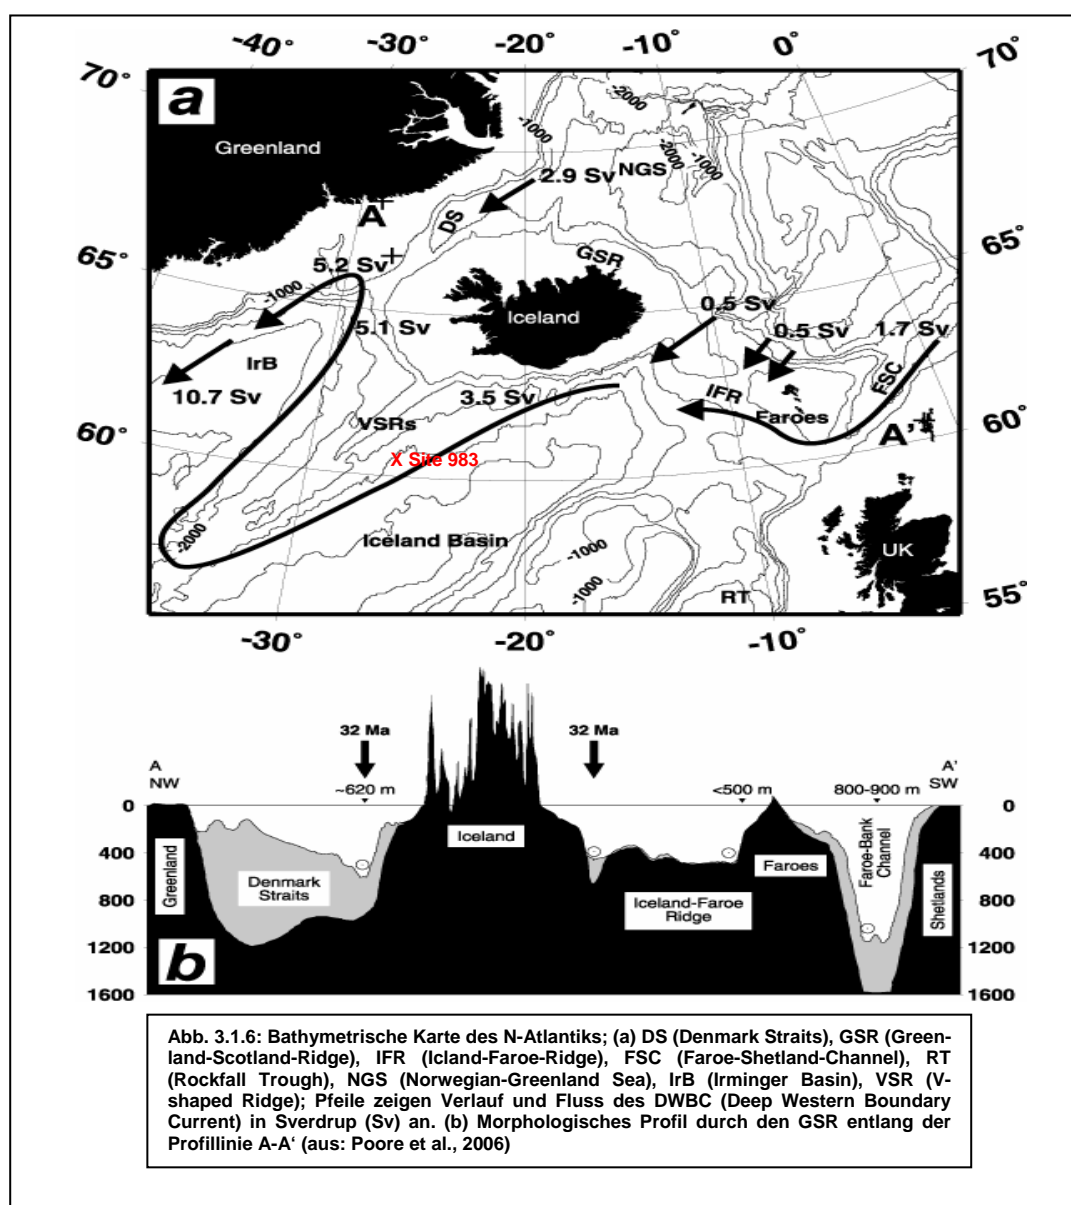 -40° -30° -20° -10° 0° 70°
70°
a
Greenland
-1000
-2000
-2000
-1000
NGS
2.9 Sv
DS
A
65°
65°
5.2 Sv
GSR
-1000
5.1 Sv
Iceland
0.5 Sv
0.5 Sv
1.7 Sv
IrB
10.7 Sv
3.5 Sv
IFR
FSC
VSRs
Faroes
60°
60°
A'
X Site 983
-2000
Iceland Basin
-1000
UK
-1000
RT
55°
-30° -20° -10°
32 Ma 32 Ma
A A'
NW SW
~620 m <500 m 800-900 m
0 0
Iceland
400 400
Greenland
Denmark
Straits
Faroes
Faroe-Bank
Channel
Iceland-Faroe
Ridge
Shetlands
800 800
1200 1200
b
1600 1600
Abb. 3.1.6: Bathymetrische Karte des N-Atlantiks; (a) DS (Denmark Straits), GSR (Green-
land-Scotland-Ridge), IFR (Icland-Faroe-Ridge), FSC (Faroe-Shetland-Channel), RT
(Rockfall Trough), NGS (Norwegian-Greenland Sea), IrB (Irminger Basin), VSR (V-
shaped Ridge); Pfeile zeigen Verlauf und Fluss des DWBC (Deep Western Boundary
Current) in Sverdrup (Sv) an. (b) Morphologisches Profil durch den GSR entlang der
Profillinie A-A‘ (aus: Poore et al., 2006)